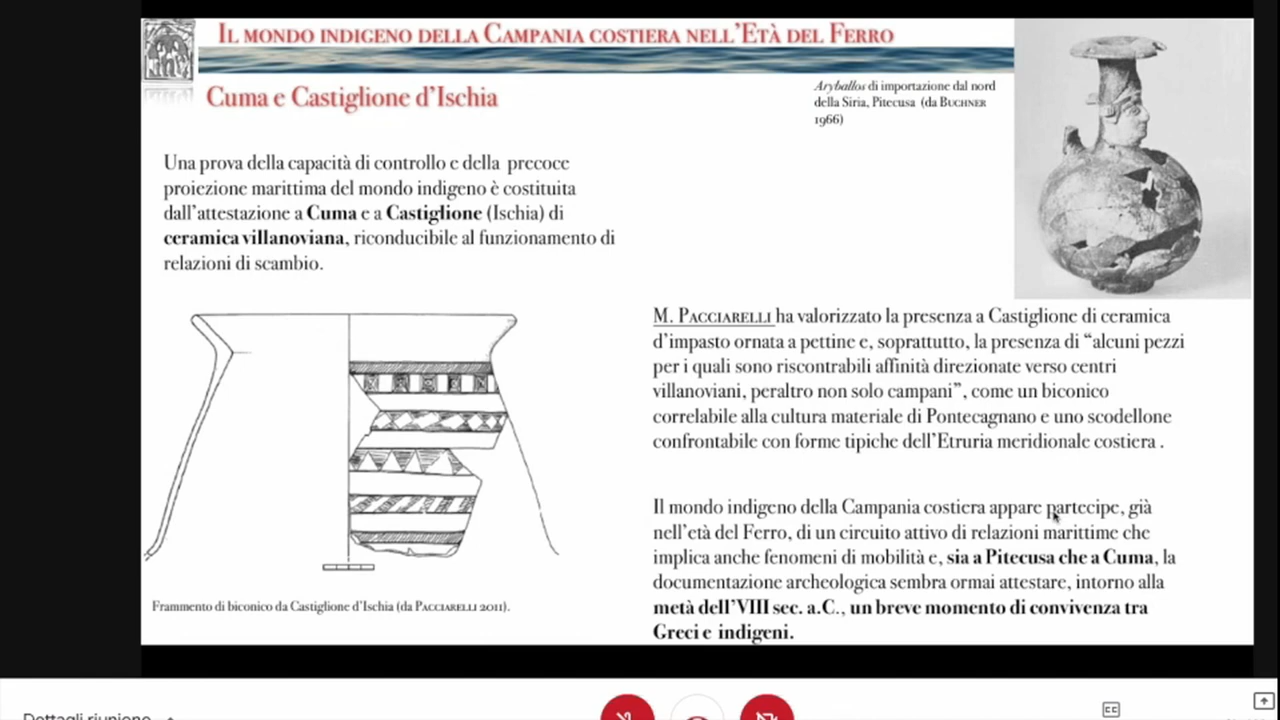 Il mondo indigeno della Campania costiera nell'Età del Ferro
Cuma e Castiglione d'Ischia
Aryballos di importazione dal nord
della Siria, Pitecusa (da Buchner
1966)
Una prova della capacità di controllo e della precoce
proiezione marittima del mondo indigeno è costituita
dall'attestazione a Cuma e a Castiglione (Ischia) di
ceramica villanoviana, riconducibile al funzionamento di
relazioni di scambio.
M. Pacciarelli ha valorizzato la presenza a Castiglione di ceramica
d'impasto ornata a pettine e, soprattutto, la presenza di “alcuni pezzi
per i quali sono riscontrabili affinità direzionate verso centri
villanoviani, peraltro non solo campani”, come un biconico
correlabile alla cultura materiale di Pontecagnano e uno scodellone
confrontabile con forme tipiche dell'Etruria meridionale costiera .
Il mondo indigeno della Campania costiera appare partecipe, già
nell'età del Ferro, di un circuito attivo di relazioni marittime che
implica anche fenomeni di mobilità e, sia a Pitecusa che a Cuma, la
documentazione archeologica sembra ormai attestare, intorno alla
metà dell'VIII sec. a.C., un breve momento di convivenza tra
Greci e indigeni.
Frammento di biconico da Castiglione d'Ischia (da Pacciarelli 2011).
Dettagli riunione
CC